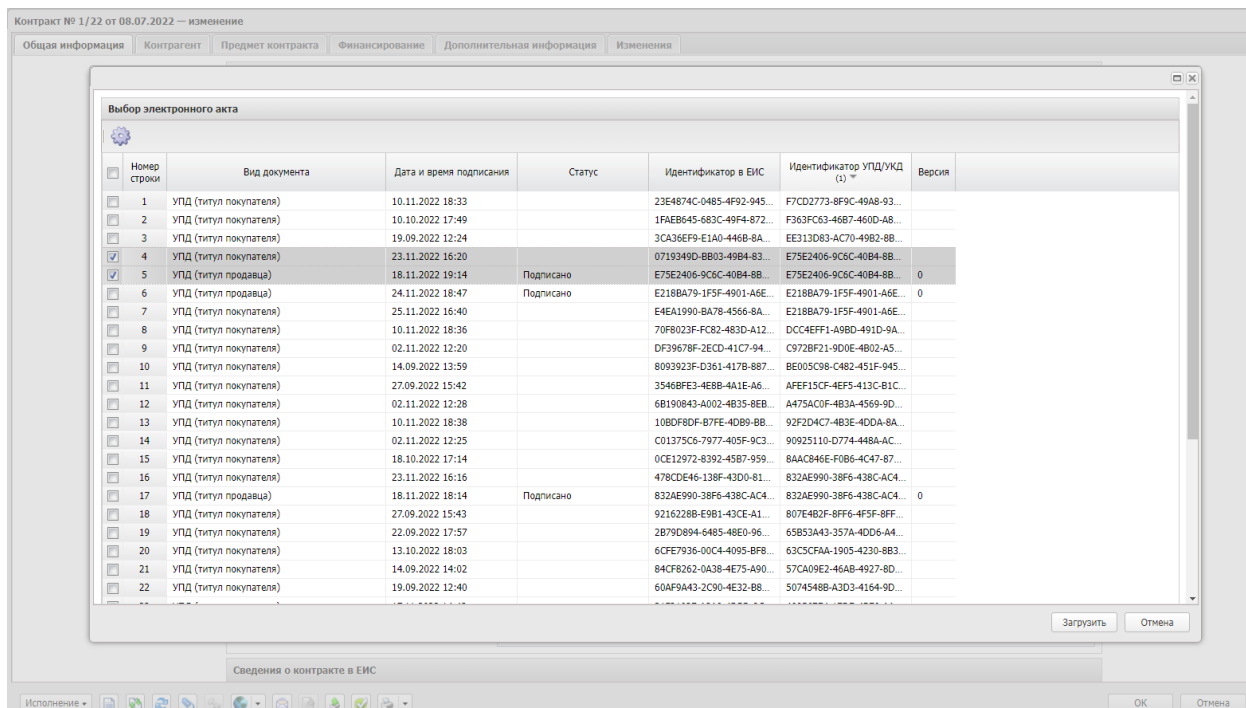 Контракт № 1/22 от 08.07.2022 — изменение
Общая информация Контрагент Предмет контракта Финансирование Дополнительная информация Изменения
Выбор электронного акта
Номер строки Вид документа Дата и время подписания Статус Идентификатор в ЕИС Идентификатор УПД/УКД (1) Версия
1 УПД (титул покупателя) 10.11.2022 18:33 23E4874C-0485-4F92-945... F7CD2773-8F9C-49A8-93...
2 УПД (титул покупателя) 10.10.2022 17:49 1FAEB645-683C-49F4-872... F363FC63-46B7-460D-A8...
3 УПД (титул покупателя) 19.09.2022 12:24 3CA36EF9-E1A0-446B-8A... EE313D83-AC70-49B2-8B...
4 УПД (титул покупателя) 23.11.2022 16:20 0719349D-BB03-49B4-83... E75E2406-9C6C-40B4-8B...
5 УПД (титул продавца) 18.11.2022 19:14 Подписано E75E2406-9C6C-40B4-8B... E75E2406-9C6C-40B4-8B... 0
6 УПД (титул продавца) 24.11.2022 18:47 Подписано E218BA79-1F5F-4901-A6E... E218BA79-1F5F-4901-A6E... 0
7 УПД (титул покупателя) 25.11.2022 16:40 E4EA1990-BA78-4566-8A... E218BA79-1F5F-4901-A6E...
8 УПД (титул покупателя) 10.11.2022 18:36 70F8023F-FC82-483D-A12... DCC4EFF1-A9BD-491D-9A...
9 УПД (титул покупателя) 02.11.2022 12:20 DF39678F-2ECD-41C7-94... C972BF21-9D0E-4B02-A5...
10 УПД (титул покупателя) 14.09.2022 13:59 8093923F-D361-417B-887... BE005C98-C482-451F-945...
11 УПД (титул покупателя) 27.09.2022 15:42 3546BFE3-4E8B-4A1E-A6... AFEF15CF-4EF5-413C-B1C...
12 УПД (титул покупателя) 02.11.2022 12:28 6B190843-A002-4B35-8EB... A475AC0F-4B3A-4569-9D...
13 УПД (титул покупателя) 10.11.2022 18:38 10BDF8DF-B7FE-4DB9-BB... 92F2D4C7-4B3E-4DDA-8A...
14 УПД (титул покупателя) 02.11.2022 12:25 C01375C6-7977-405F-9C3... 90925110-D774-448A-AC...
15 УПД (титул покупателя) 18.10.2022 17:14 0CE12972-8392-45B7-959... 8AAC846E-F0B6-4C47-87...
16 УПД (титул покупателя) 23.11.2022 16:16 478CDE46-138F-43D0-81... 832AE990-38F6-438C-AC4...
17 УПД (титул продавца) 18.11.2022 18:14 Подписано 832AE990-38F6-438C-AC4... 832AE990-38F6-438C-AC4... 0
18 УПД (титул покупателя) 27.09.2022 15:43 9216228B-E9B1-43CE-A1... 807E4B2F-8FF6-4F5F-8FF...
19 УПД (титул покупателя) 22.09.2022 17:57 2B79D894-6485-48E0-96... 65B53A43-357A-4DD6-A4...
20 УПД (титул покупателя) 13.10.2022 18:03 6CFE7936-00C4-4095-BF8... 63C5CFAA-1905-4230-8B3...
21 УПД (титул покупателя) 14.09.2022 14:02 84CF8262-0A38-4E75-A90... 57CA09E2-46AB-4927-8D...
22 УПД (титул покупателя) 19.09.2022 12:40 60AF9A43-2C90-4E32-B8... 5074548B-A3D3-4164-9D...
Загрузить Отмена
Сведения о контракте в ЕИС
Исполнение OK Отмена